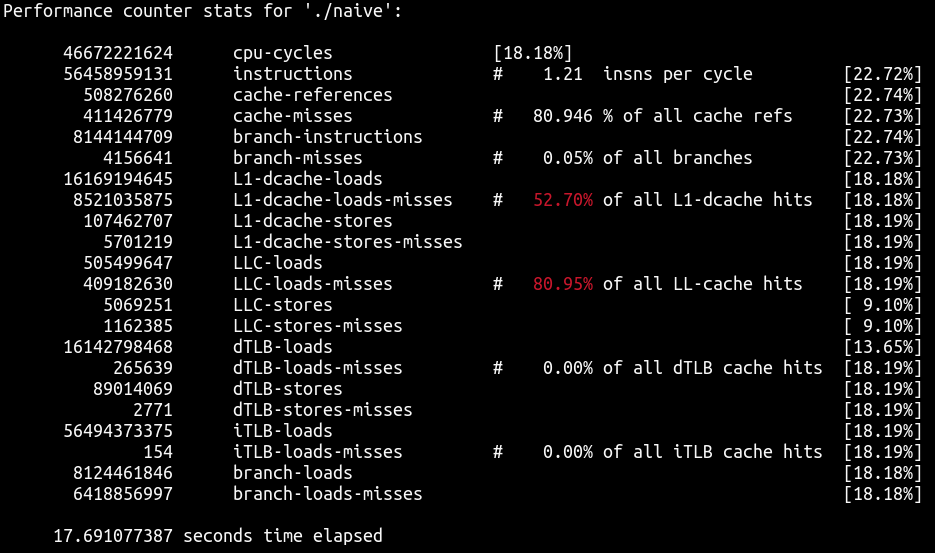 Performance counter stats for './naive':
46672221624 cpu-cycles [18.18%]
56458959131 instructions # 1.21 insns per cycle [22.72%]
508276260 cache-references [22.74%]
411426779 cache-misses # 80.946 % of all cache refs [22.73%]
8144144709 branch-instructions [22.74%]
4156641 branch-misses # 0.05% of all branches [22.73%]
16169194645 L1-dcache-loads [18.18%]
8521035875 L1-dcache-loads-misses # 52.70% of all L1-dcache hits [18.18%]
107462707 L1-dcache-stores [18.19%]
5701219 L1-dcache-stores-misses [18.19%]
505499647 LLC-loads [18.19%]
409182630 LLC-loads-misses # 80.95% of all LL-cache hits [18.19%]
5069251 LLC-stores [ 9.10%]
1162385 LLC-stores-misses [ 9.10%]
16142798468 dTLB-loads [13.65%]
265639 dTLB-loads-misses # 0.00% of all dTLB cache hits [18.19%]
89014069 dTLB-stores [18.19%]
2771 dTLB-stores-misses [18.19%]
56494373375 iTLB-loads [18.19%]
154 iTLB-loads-misses # 0.00% of all iTLB cache hits [18.19%]
8124461846 branch-loads [18.18%]
6418856997 branch-loads-misses [18.18%]
17.691077387 seconds time elapsed